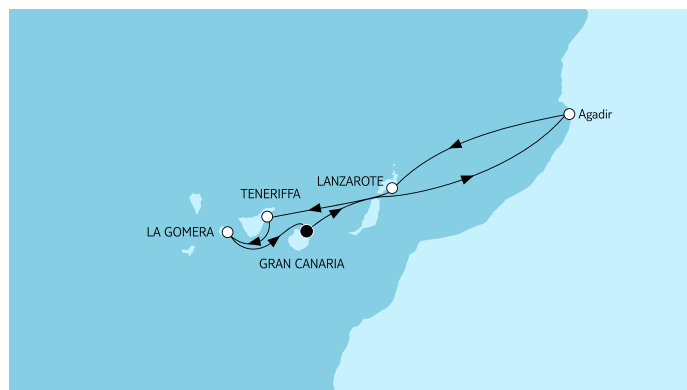 Agadir
LANZAROTE
TENERIFFA
LA GOMERA
GRAN CANARIA